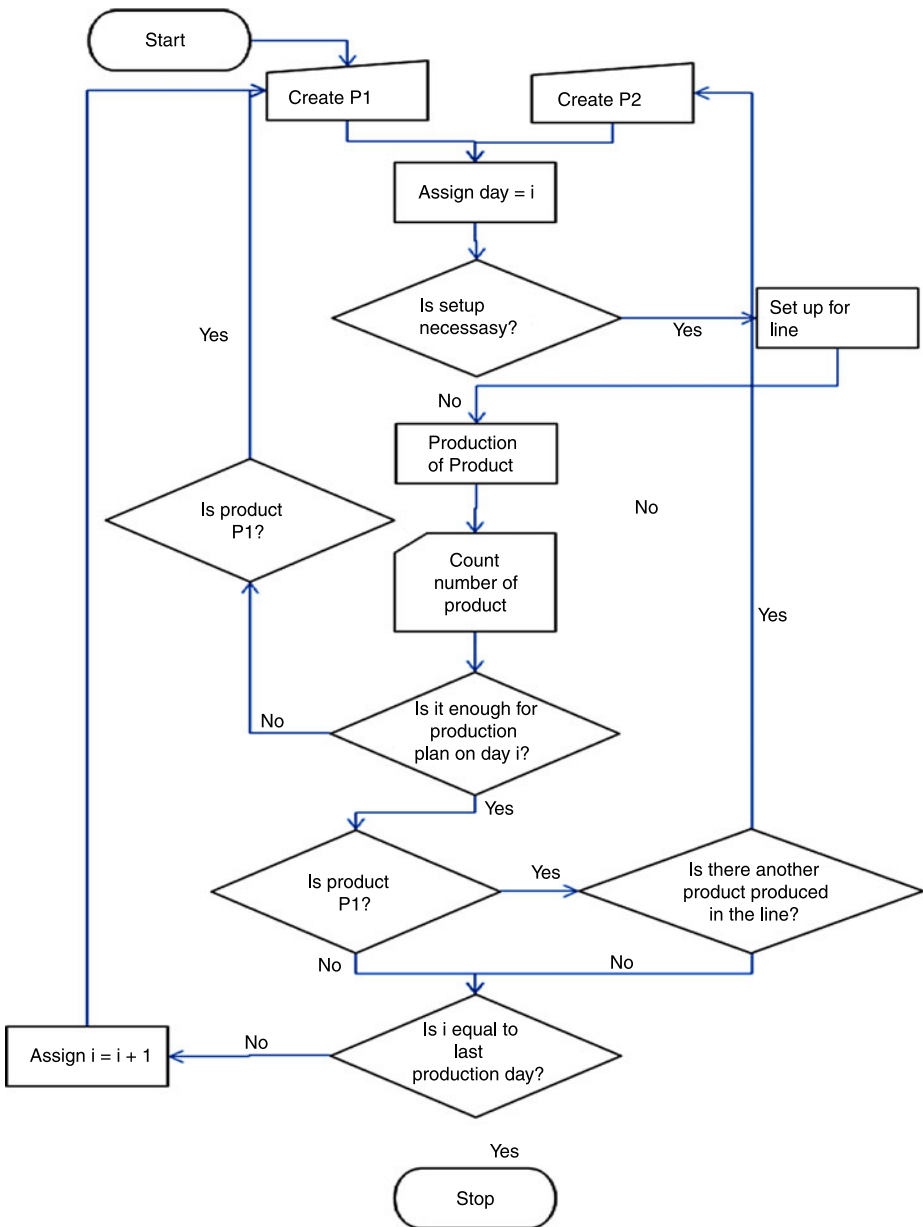 Start
Create P1
Create P2
Assign day = i
Is setup
necessasy?
Yes
Set up for
line
Yes
No
Production
of Product
Is product
P1?
No
Count
number of
product
Yes
Is it enough for
production
plan on day i?
No
Yes
Is product
P1?
Yes
Is there another
product produced
in the line?
No
No
Is i equal to
last
production day?
No
Assign i = i + 1
Yes
Stop